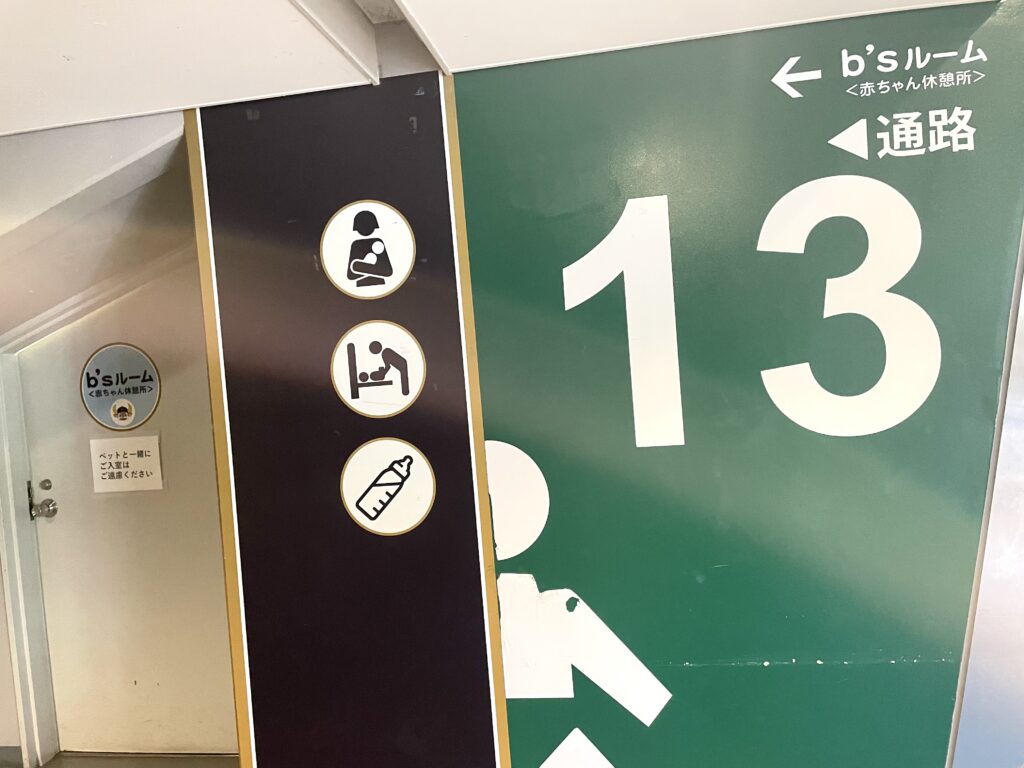 ← b'sルーム
<赤ちゃん休憩所>
◀通路
13
b'sルーム
<赤ちゃん休憩所>
ペットと一緒に
ご入室は
ご遠慮ください